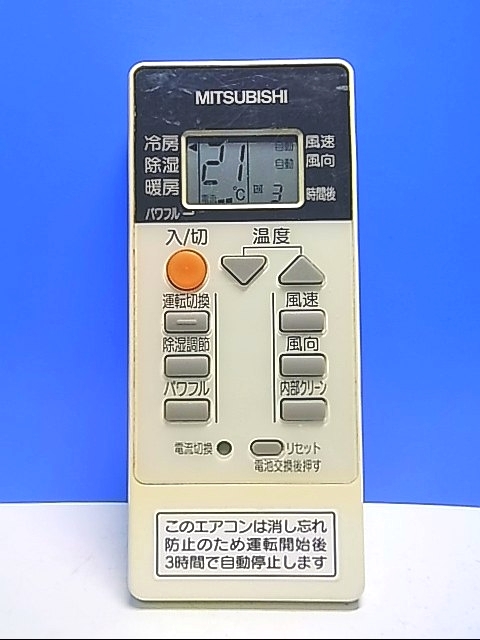 MITSUBISHI
冷房 自動 風速
除湿 21 自動 風向
暖房 ℃ 3 時間後
パワフル
入/切 温度
運転切換 風速
除湿調節 風向
パワフル 内部クリーン
電流切換 リセット
電池交換後押す
このエアコンは消し忘れ
防止のため運転開始後
3時間で自動停止します